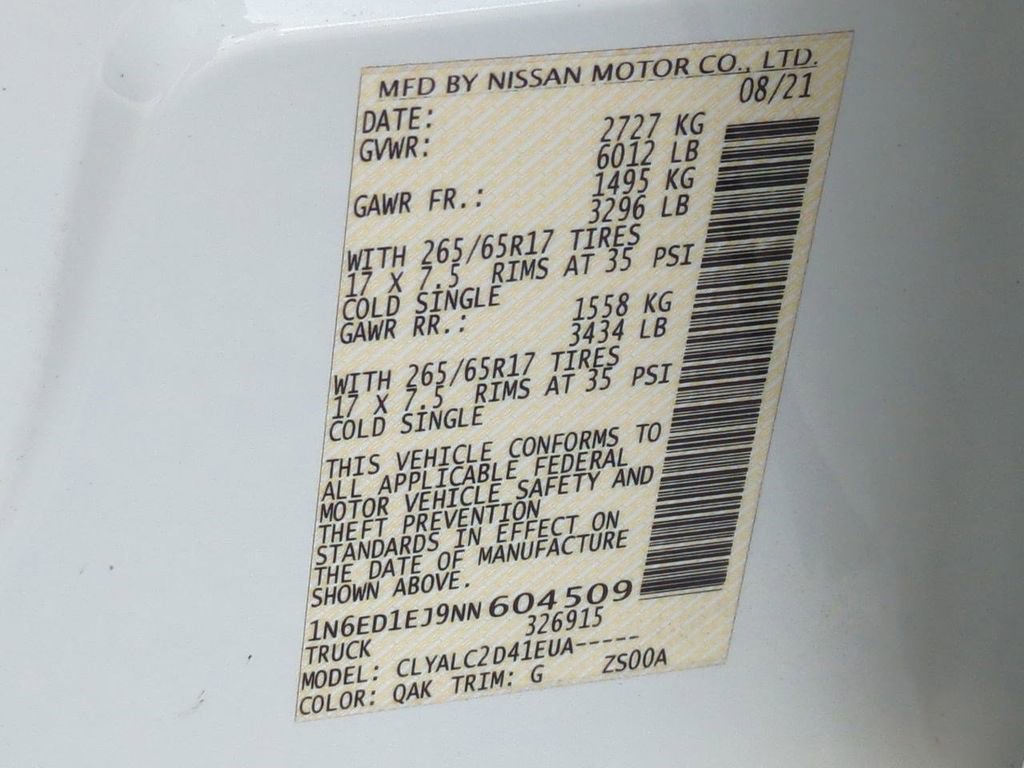 MFD BY NISSAN MOTOR CO., LTD.
DATE: 08/21
GVWR: 2727 KG
6012 LB
GAWR FR.: 1495 KG
3296 LB
WITH 265/65R17 TIRES
17 X 7.5 RIMS AT 35 PSI
COLD SINGLE
GAWR RR.: 1558 KG
3434 LB
WITH 265/65R17 TIRES
17 X 7.5 RIMS AT 35 PSI
COLD SINGLE
THIS VEHICLE CONFORMS TO
ALL APPLICABLE FEDERAL
MOTOR VEHICLE SAFETY AND
THEFT PREVENTION
STANDARDS IN EFFECT ON
THE DATE OF MANUFACTURE
SHOWN ABOVE.
1N6ED1EJ9NN604509
TRUCK 326915
MODEL: CLYALC2D41EUA-----
COLOR: QAK TRIM: G ZS00A